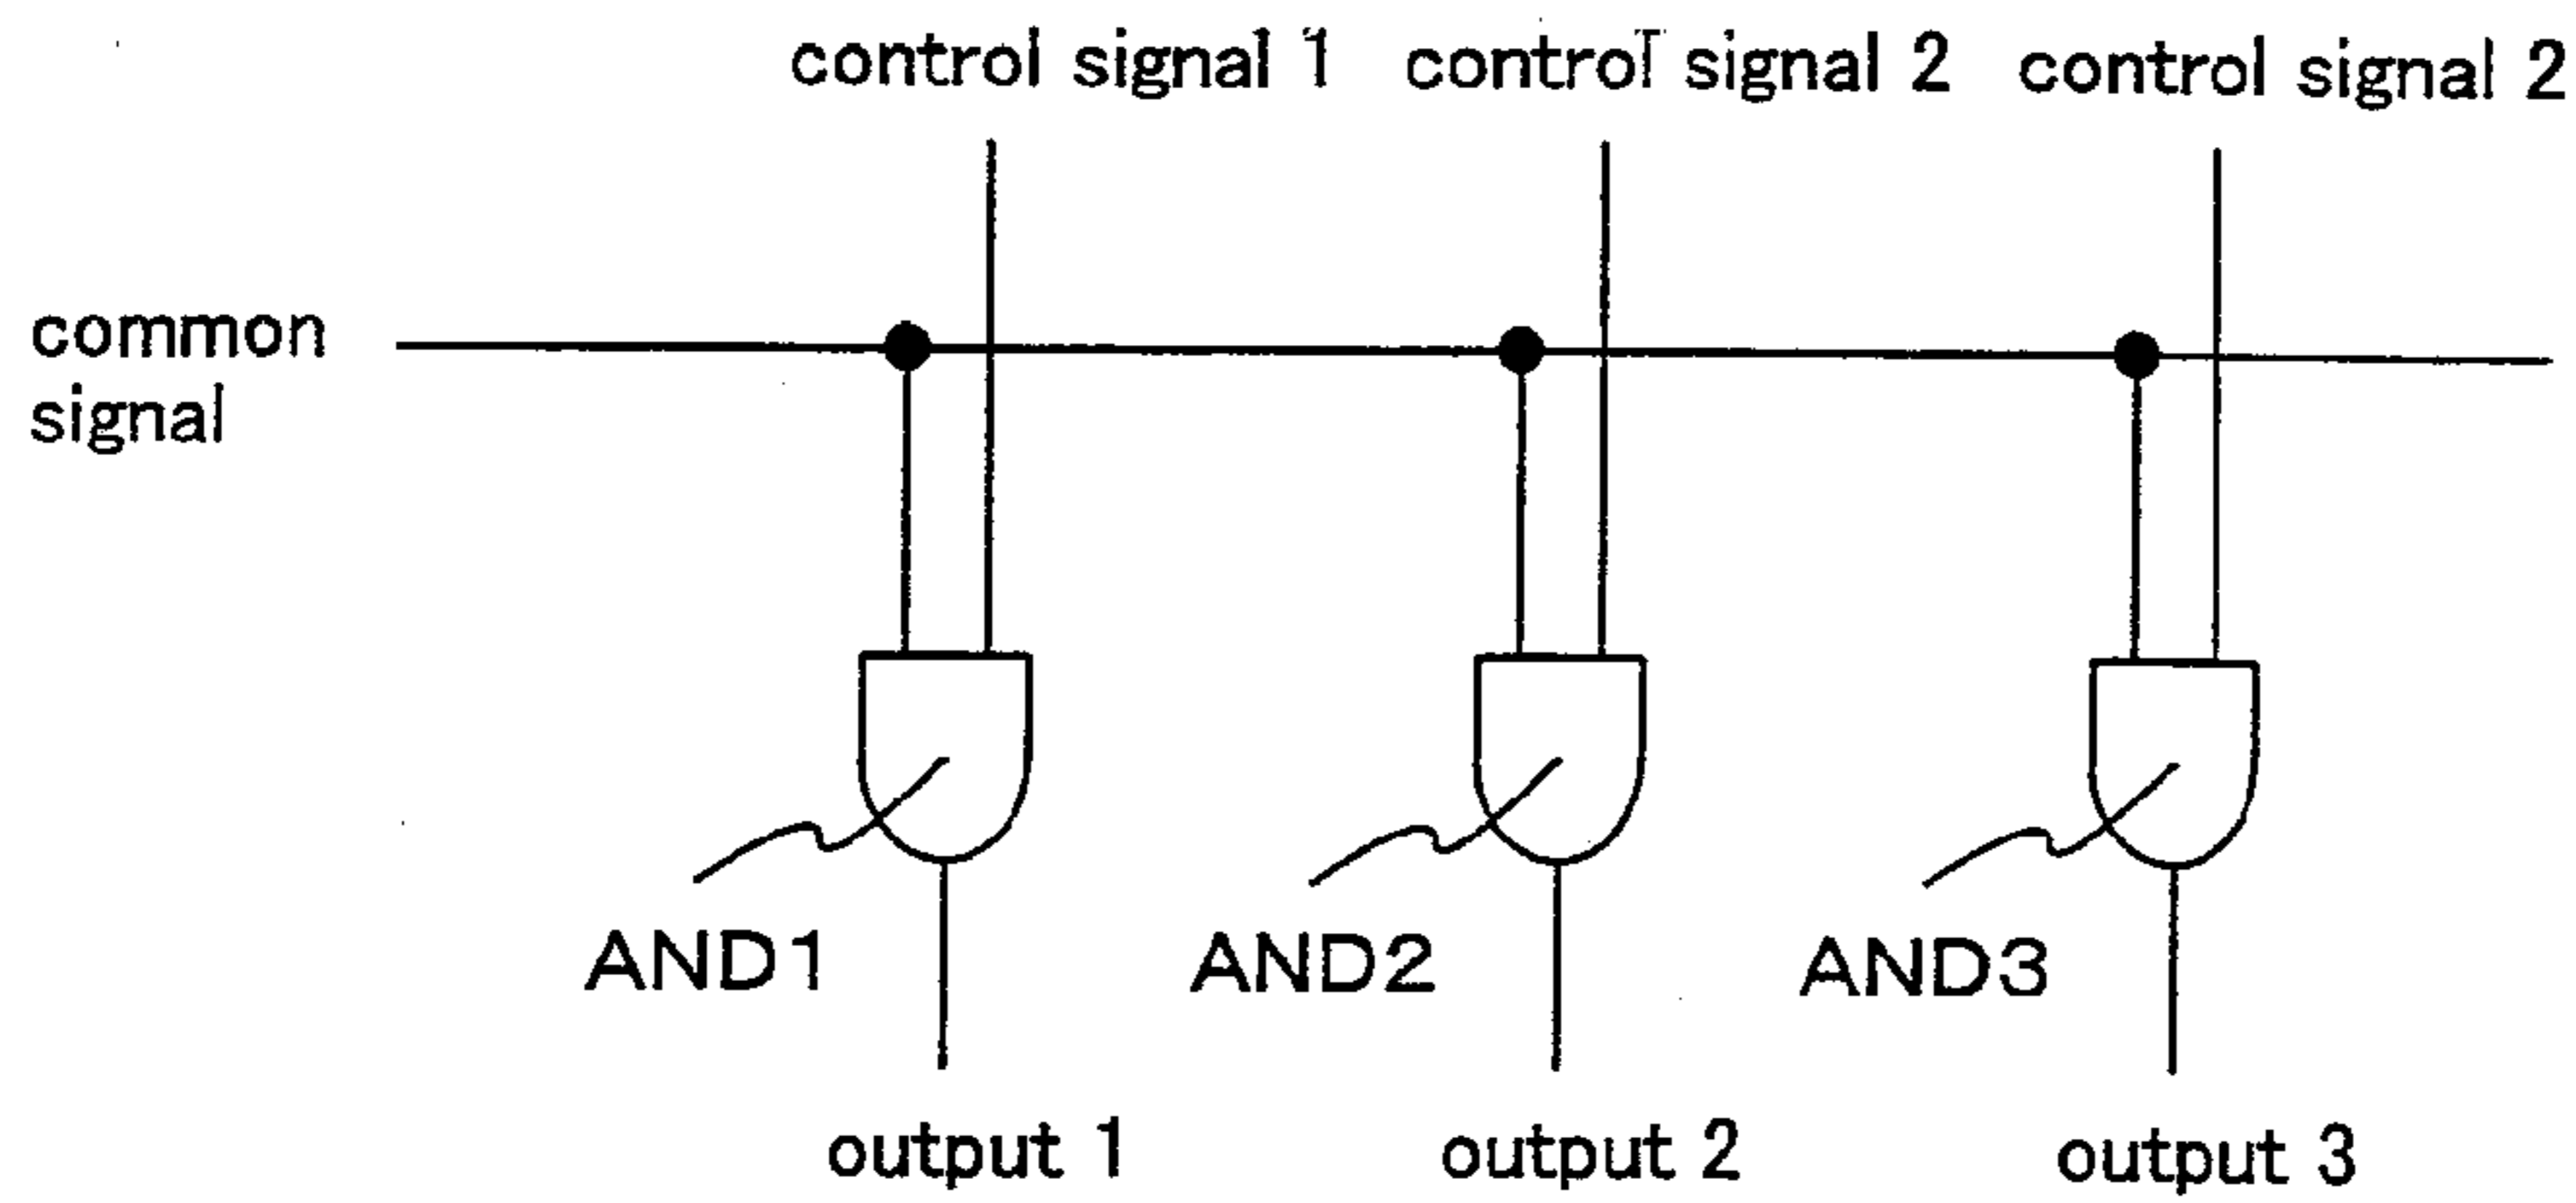 control signal 1 control signal 2 control signal 2
common
signal
AND1 AND2 AND3
output 1 output 2 output 3